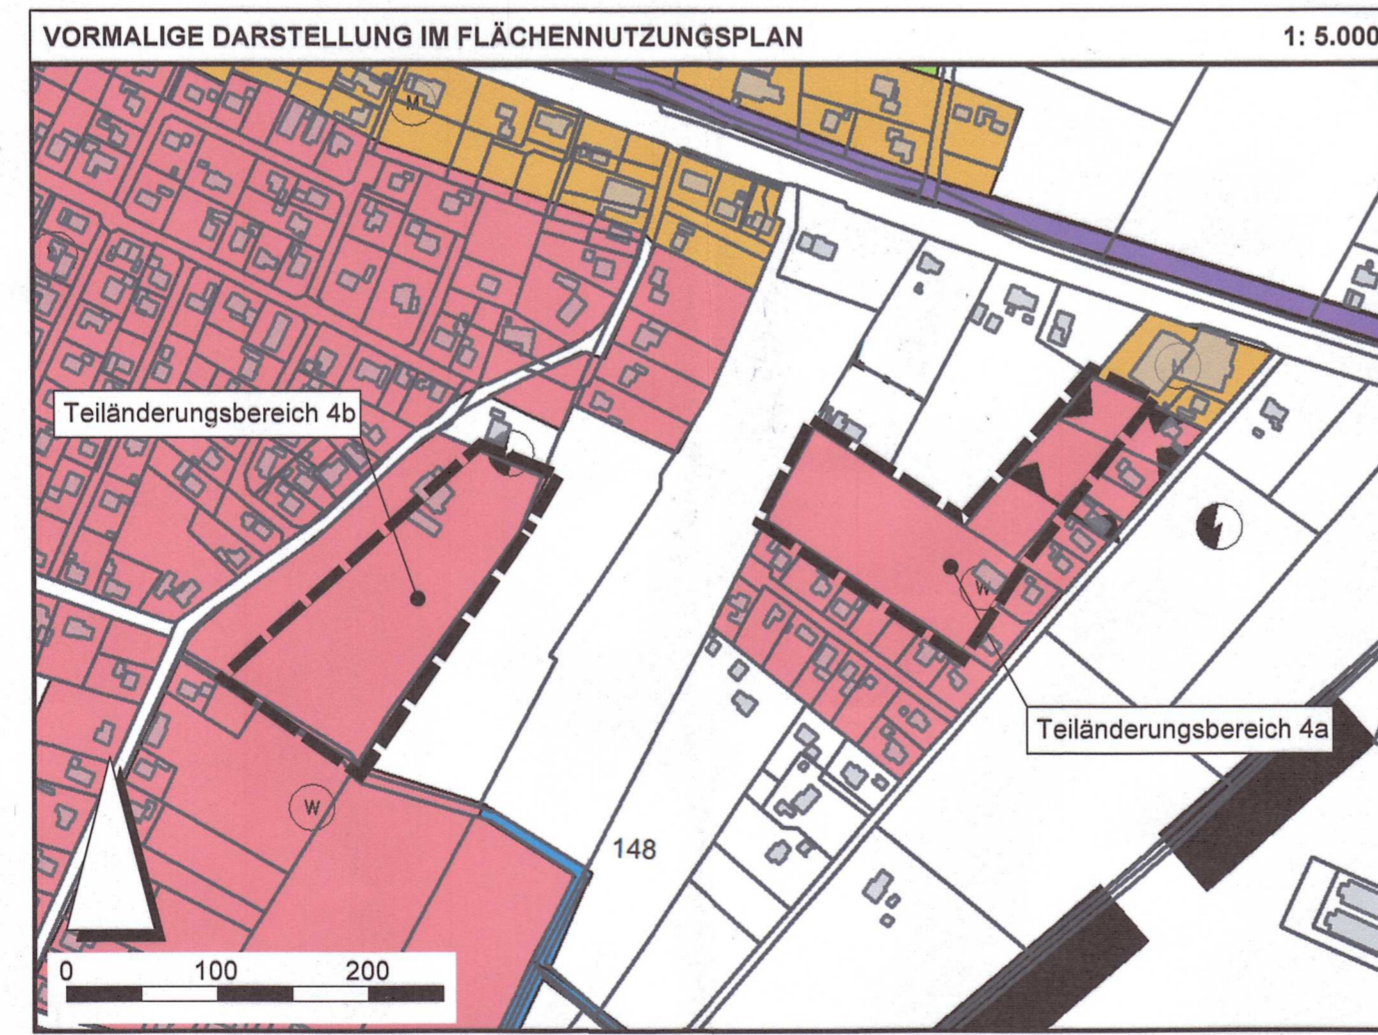 VORMALIGE DARSTELLUNG IM FLÄCHENNUTZUNGSPLAN 1: 5.000
M
Teiländerungsbereich 4b
W
Teiländerungsbereich 4a
W
148
0 100 200